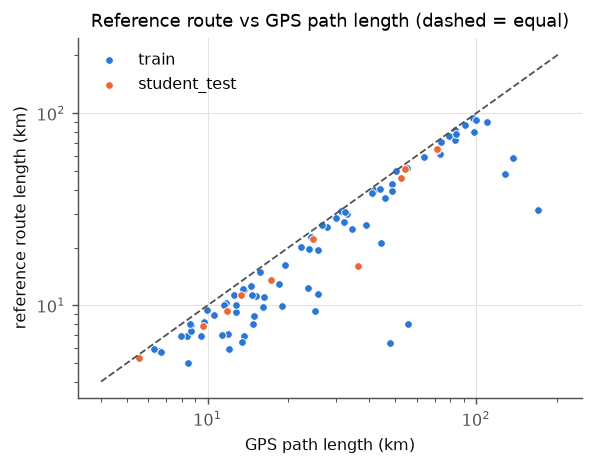 Reference route vs GPS path length (dashed = equal)
train
student_test
reference route length (km)
10²
10¹
10¹ 10²
GPS path length (km)